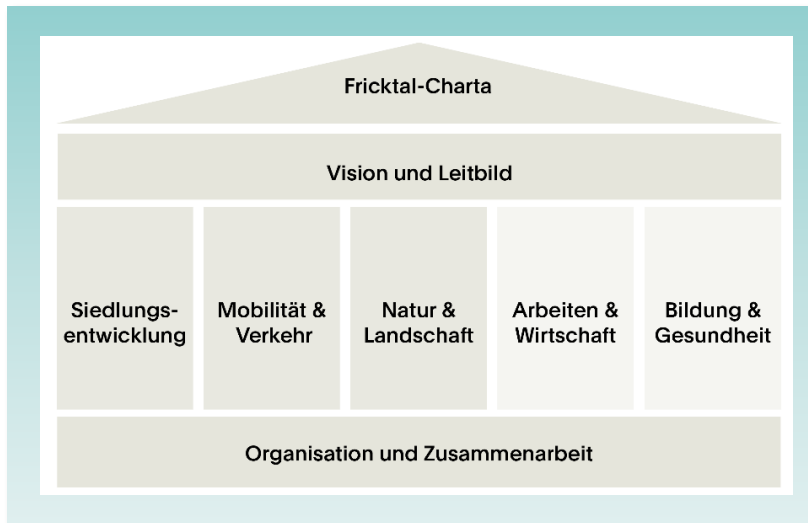 Fricktal-Charta
Vision und Leitbild
Siedlungs-
entwicklung
Mobilität &
Verkehr
Natur &
Landschaft
Arbeiten &
Wirtschaft
Bildung &
Gesundheit
Organisation und Zusammenarbeit